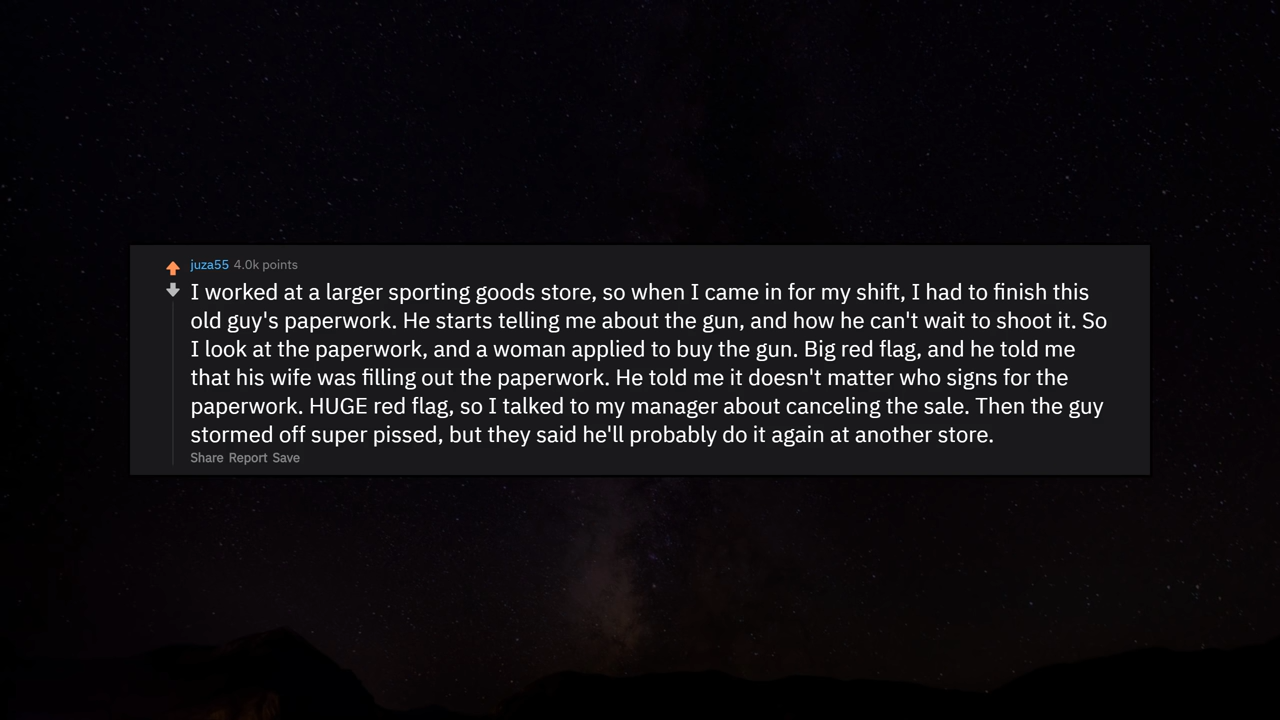 juza55 4.0k points
I worked at a larger sporting goods store, so when I came in for my shift, I had to finish this
old guy's paperwork. He starts telling me about the gun, and how he can't wait to shoot it. So
I look at the paperwork, and a woman applied to buy the gun. Big red flag, and he told me
that his wife was filling out the paperwork. He told me it doesn't matter who signs for the
paperwork. HUGE red flag, so I talked to my manager about canceling the sale. Then the guy
stormed off super pissed, but they said he'll probably do it again at another store.
Share Report Save